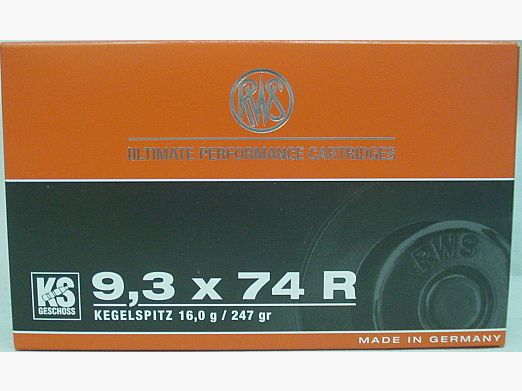 RWS
ULTIMATE PERFORMANCE CARTRIDGES
RWS
KS
GESCHOSS
9,3 x 74 R
KEGELSPITZ 16,0 g / 247 gr
MADE IN GERMANY